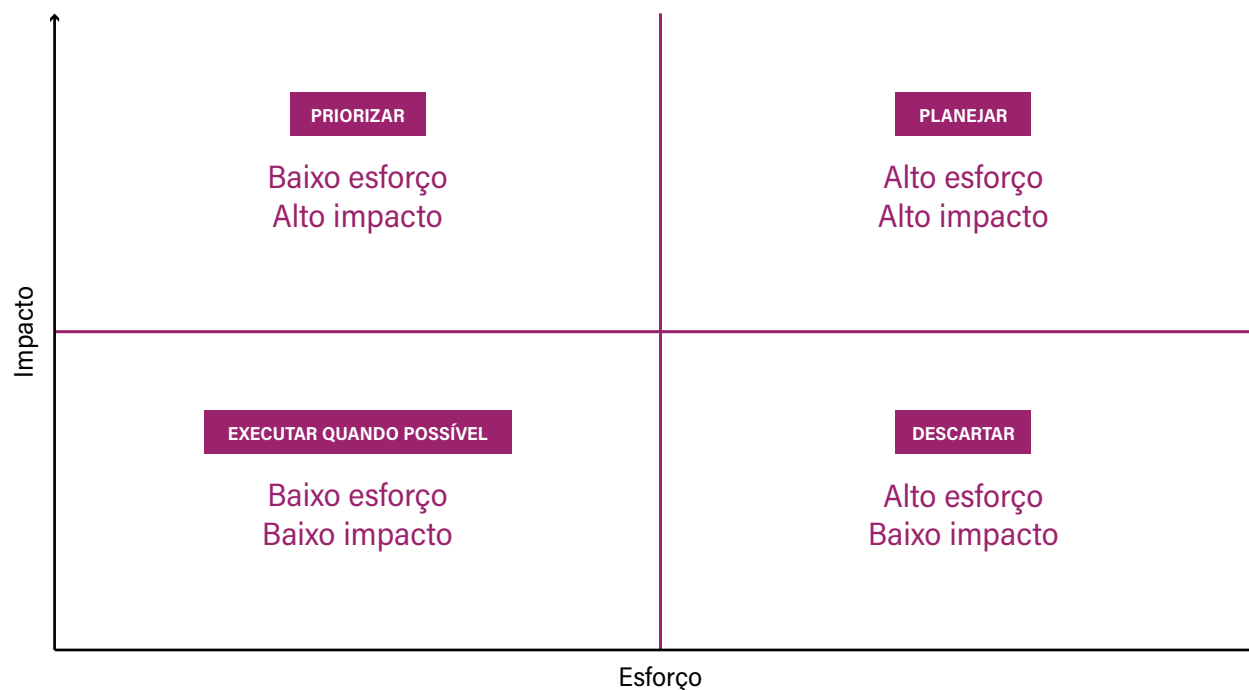 PRIORIZAR
Baixo esforço
Alto impacto
PLANEJAR
Alto esforço
Alto impacto
Impacto
EXECUTAR QUANDO POSSÍVEL
Baixo esforço
Baixo impacto
DESCARTAR
Alto esforço
Baixo impacto
Esforço